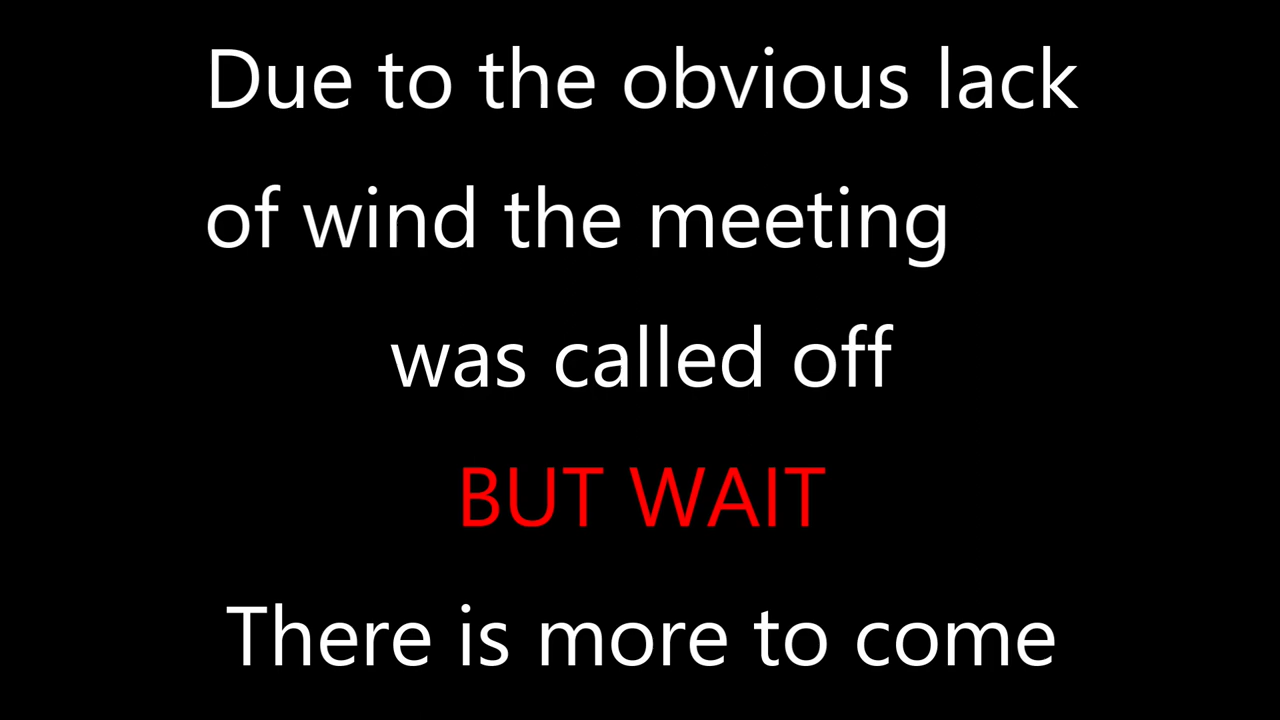 Due to the obvious lack
of wind the meeting
was called off
BUT WAIT
There is more to come